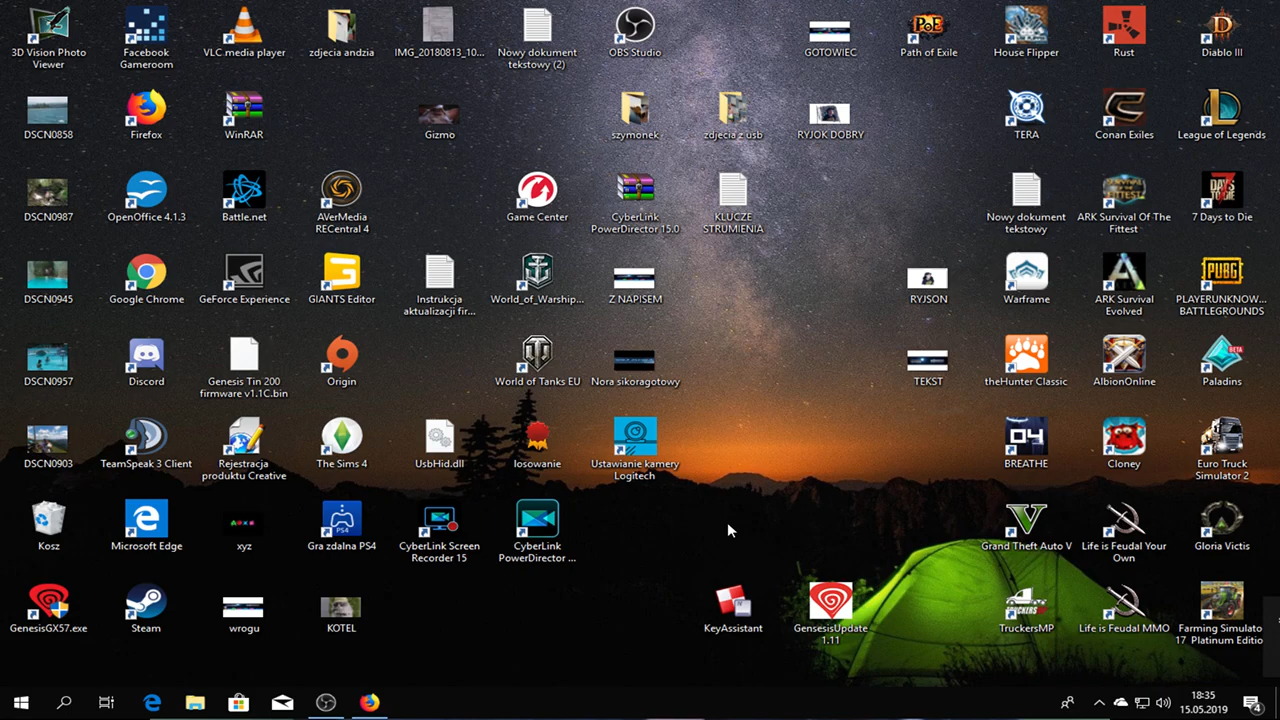 3D Vision Photo
Viewer
Facebook
Gameroom
VLC media player
zdjecia andzia
IMG_20180813_10...
Nowy dokument
tekstowy (2)
OBS Studio
GOTOWIEC
Path of Exile
House Flipper
Rust
Diablo III
DSCN0858
Firefox
WinRAR
Gizmo
szymonek
zdjecia z usb
RYJOK DOBRY
TERA
Conan Exiles
League of Legends
DSCN0987
OpenOffice 4.1.3
Battle.net
AVerMedia
RECentral 4
Game Center
CyberLink
PowerDirector 15.0
KLUCZE
STRUMIENIA
Nowy dokument
tekstowy
ARK Survival Of The
Fittest
7 Days to Die
DSCN0945
Google Chrome
GeForce Experience
GIANTS Editor
Instrukcja
aktualizacji fir...
World_of_Warship...
Z NAPISEM
RYJSON
Warframe
ARK Survival
Evolved
PUBG
PLAYERUNKNOW...
BATTLEGROUNDS
DSCN0957
Discord
Genesis Tin 200
firmware v1.1C.bin
Origin
World of Tanks EU
Nora sikoragotowy
TEKST
theHunter Classic
AlbionOnline
BETA
Paladins
DSCN0903
TeamSpeak 3 Client
Rejestracja
produktu Creative
The Sims 4
UsbHid.dll
losowanie
Ustawianie kamery
Logitech
04
BREATHE
Cloney
Euro Truck
Simulator 2
Kosz
Microsoft Edge
xyz
PS4
Gra zdalna PS4
CyberLink Screen
Recorder 15
CyberLink
PowerDirector ...
Grand Theft Auto V
Life is Feudal Your
Own
Gloria Victis
GenesisGX57.exe
Steam
wrogu
KOTEL
KeyAssistant
GensesisUpdate
1.11
TruckersMP
Life is Feudal MMO
Farming Simulato
17 Platinum Editio
18:35
15.05.2019
4